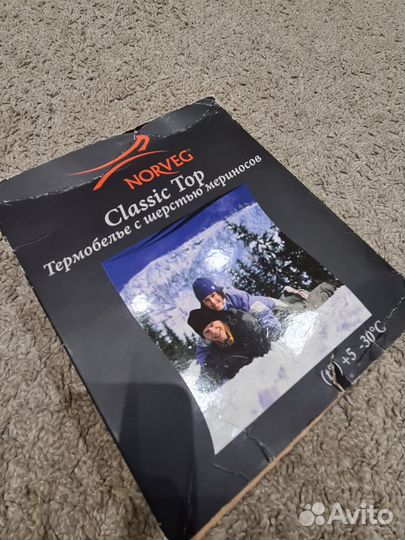 NORVEG
Classic Top
Термобелье с шерстью мериносов
+5 -30°C
Avito